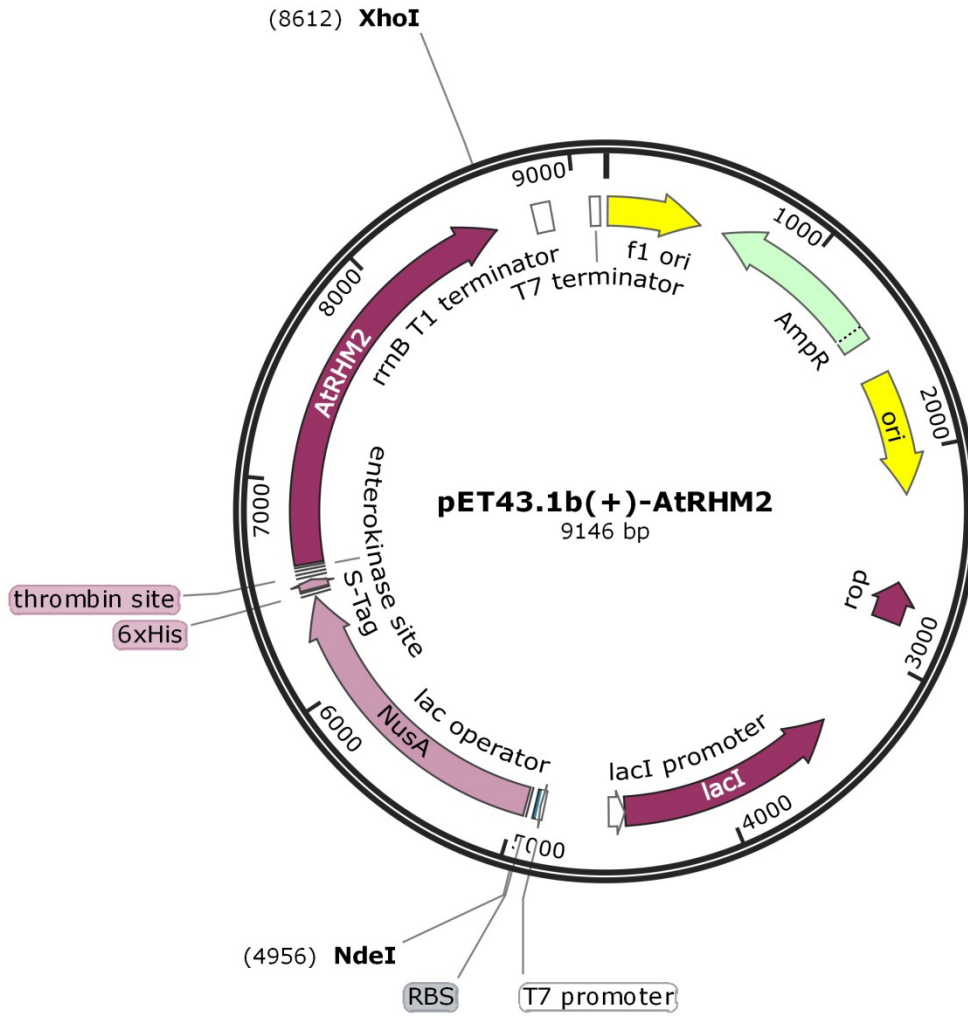 (8612) XhoI
9000
1000
f1 ori
T7 terminator
rrnB T1 terminator
8000
AmpR
AtRHM2
2000
ori
pET43.1b(+)-AtRHM2
9146 bp
7000
enterokinase site
S-Tag
thrombin site
6xHis
rop
3000
6000
NusA
lac operator
lacI promoter
lacI
4000
5000
(4956) NdeI
RBS
T7 promoter